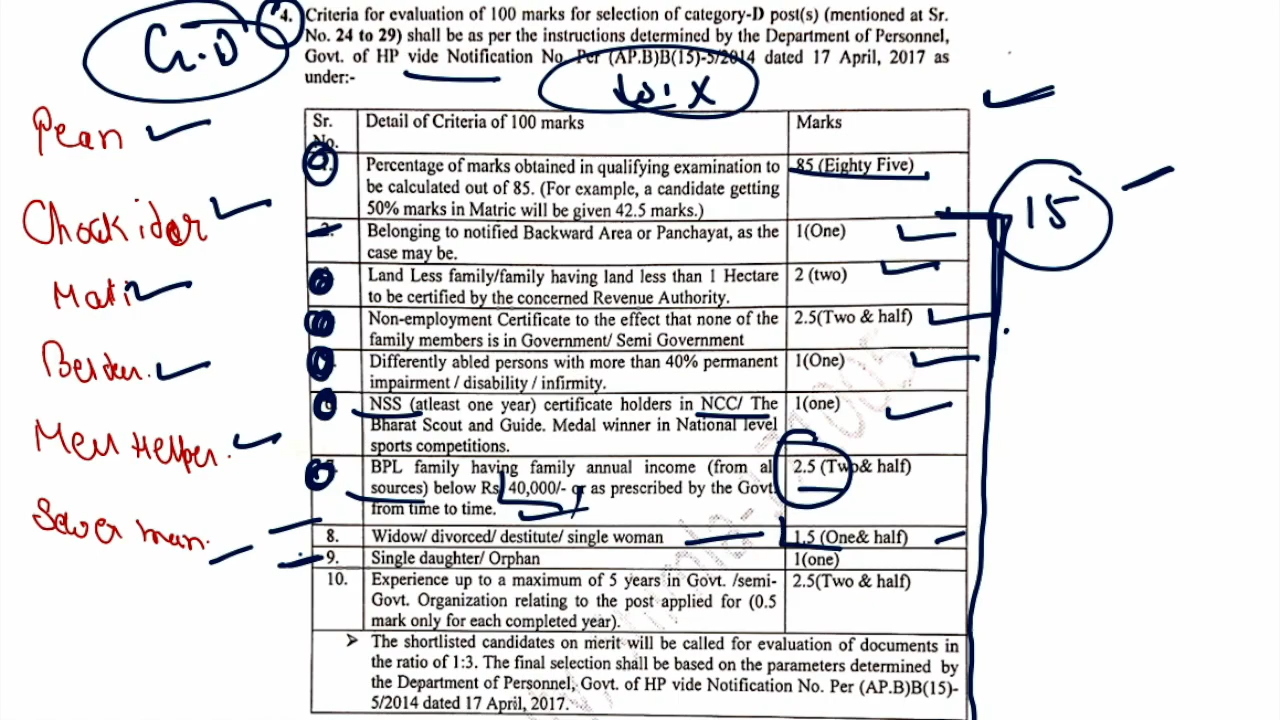 4. Criteria for evaluation of 100 marks for selection of category-D post(s) (mentioned at Sr.
No. 24 to 29) shall be as per the instructions determined by the Department of Personnel,
Govt. of HP vide Notification No. Per (AP.B)B(15)-5/2014 dated 17 April, 2017 as
under:-
G.D
Pean
Chockidar
Mali
Beldar.
Mess Helper.
Sewer man.
15
Sr. No. Detail of Criteria of 100 marks Marks
Percentage of marks obtained in qualifying examination to 85 (Eighty Five)
be calculated out of 85. (For example, a candidate getting
50% marks in Matric will be given 42.5 marks.)
Belonging to notified Backward Area or Panchayat, as the 1(One)
case may be.
Land Less family/family having land less than 1 Hectare 2 (two)
to be certified by the concerned Revenue Authority.
Non-employment Certificate to the effect that none of the 2.5(Two & half)
family members is in Government/ Semi Government
Differently abled persons with more than 40% permanent 1(One)
impairment / disability / infirmity.
NSS (atleast one year) certificate holders in NCC/ The 1(one)
Bharat Scout and Guide. Medal winner in National level
sports competitions.
BPL family having family annual income (from all 2.5 (Two& half)
sources) below Rs 40,000/- or as prescribed by the Govt.
from time to time.
8. Widow/ divorced/ destitute/ single woman 1.5 (One& half)
9. Single daughter/ Orphan 1(one)
10. Experience up to a maximum of 5 years in Govt. /semi- 2.5(Two & half)
Govt. Organization relating to the post applied for (0.5
mark only for each completed year).
➤ The shortlisted candidates on merit will be called for evaluation of documents in
the ratio of 1:3. The final selection shall be based on the parameters determined by
the Department of Personnel, Govt. of HP vide Notification No. Per (AP.B)B(15)-
5/2014 dated 17 April, 2017.